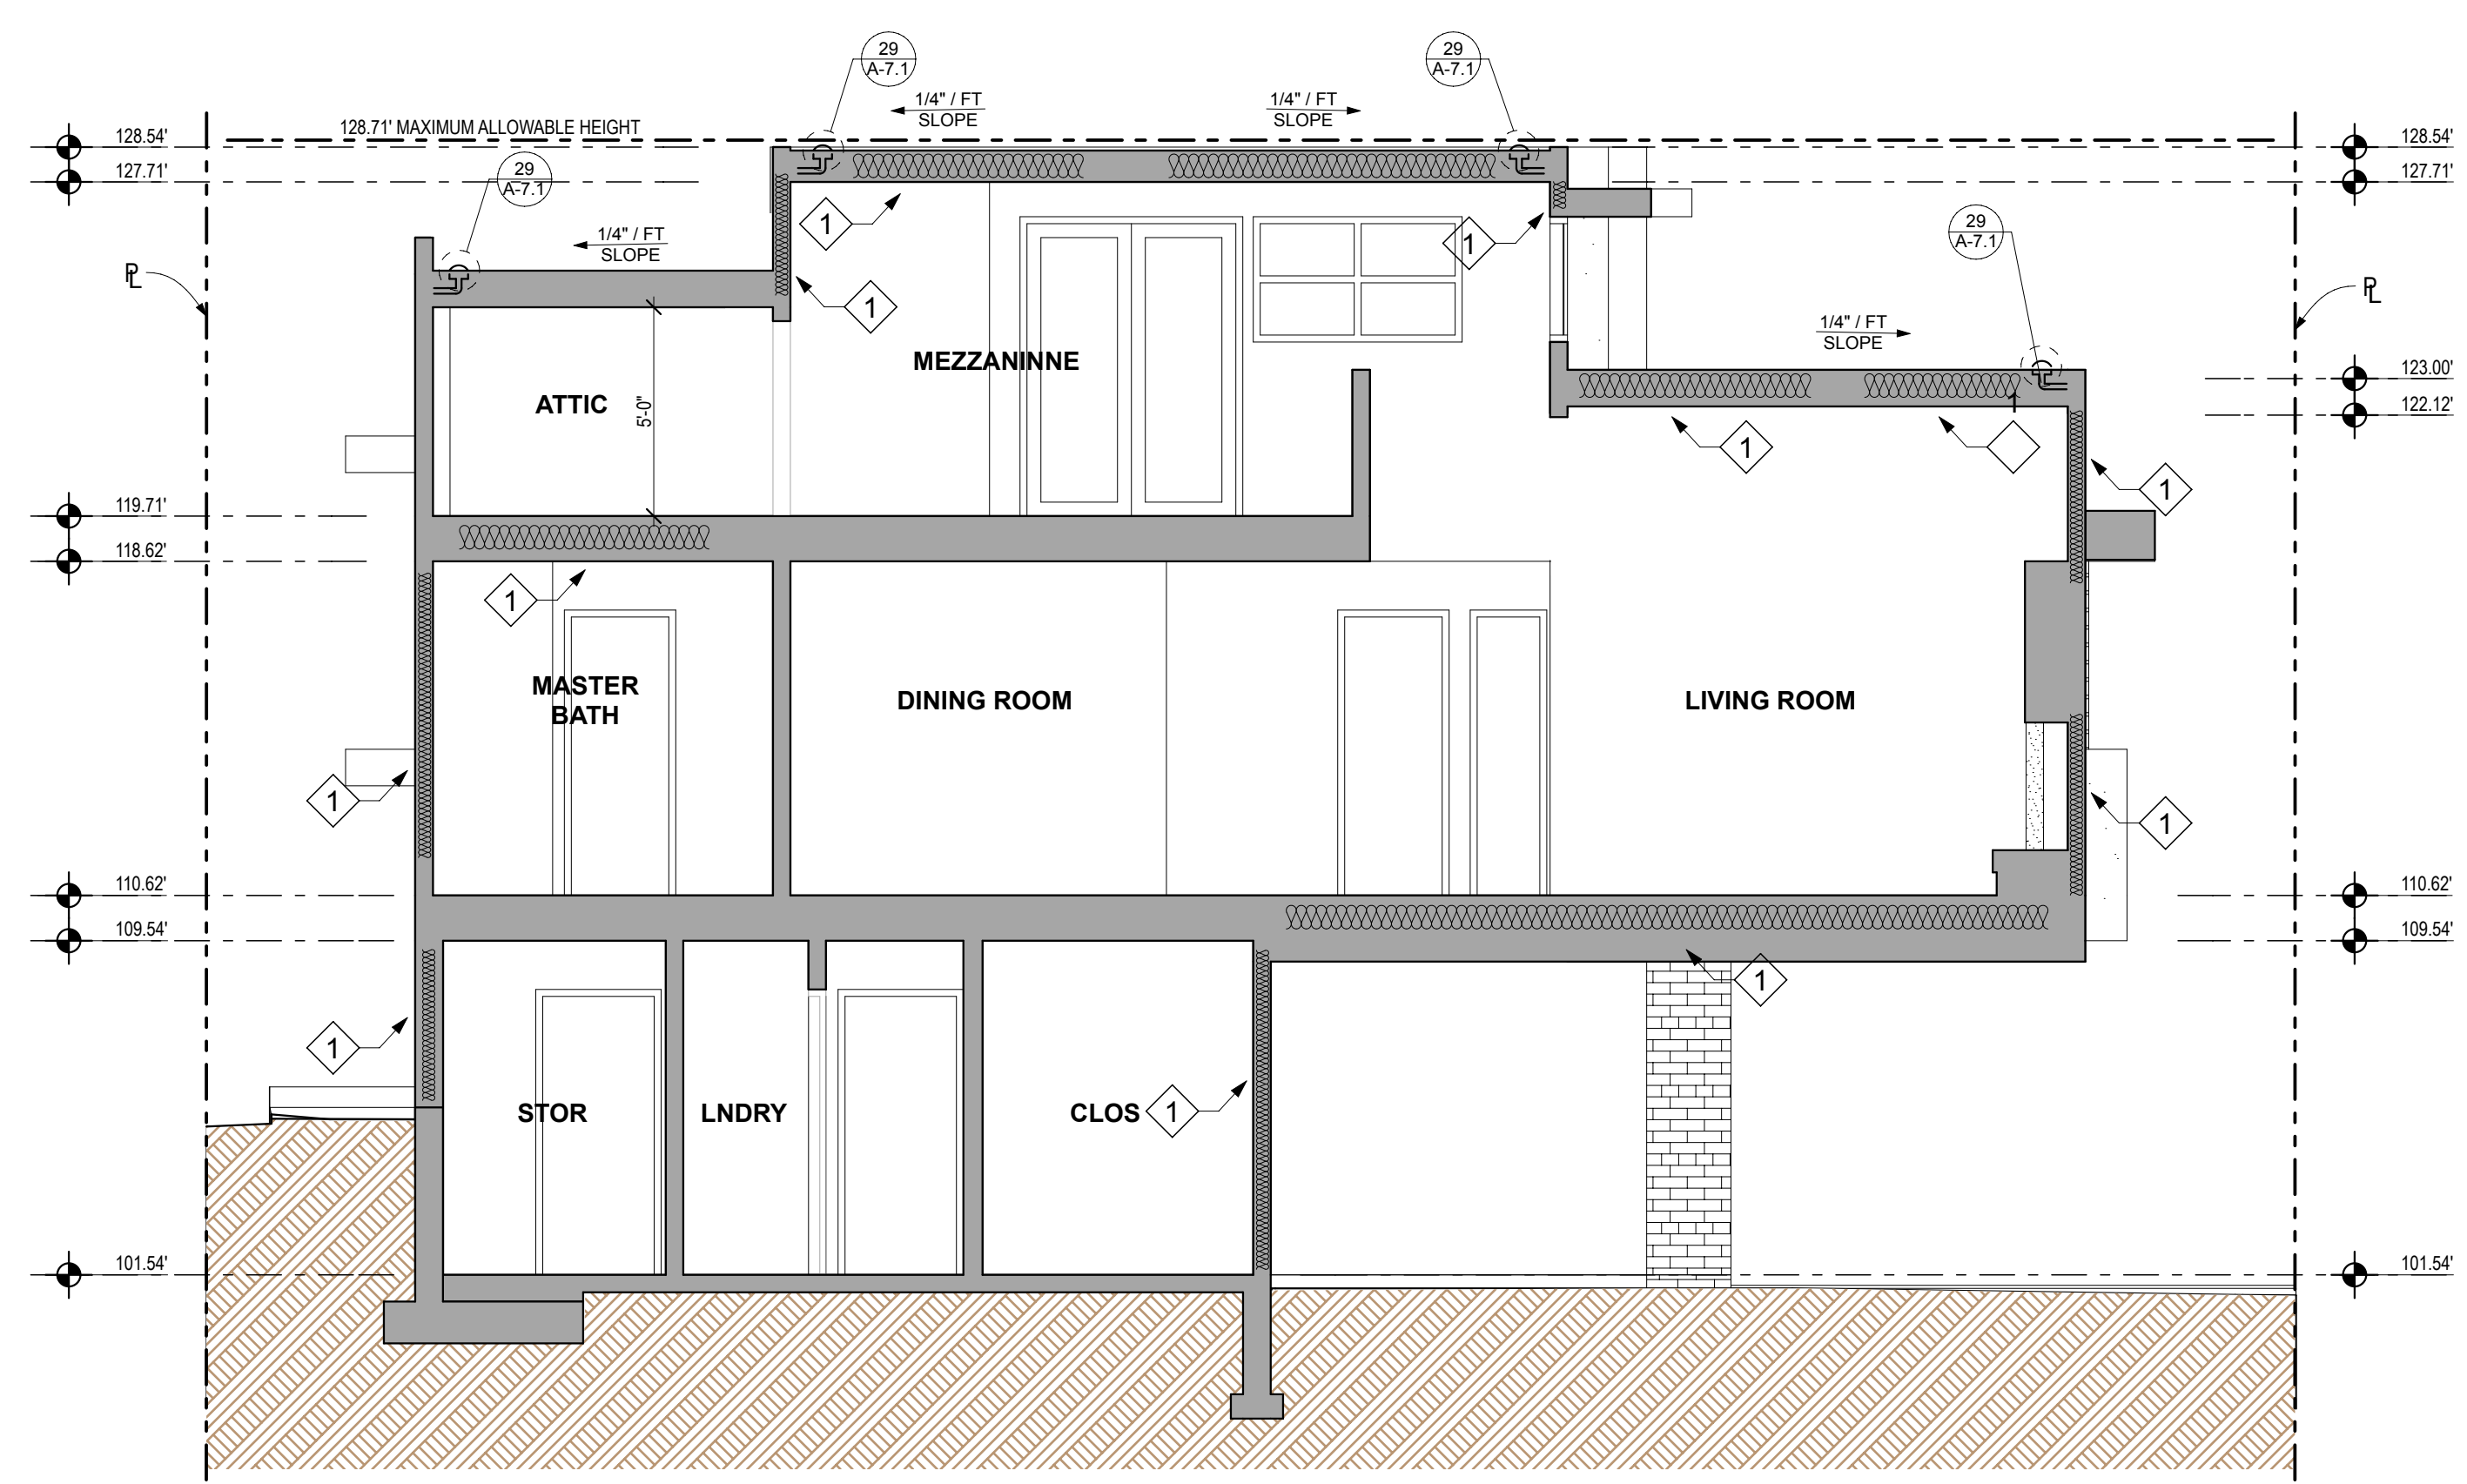 29
A-7.1
29
A-7.1
1/4" / FT
SLOPE
1/4" / FT
SLOPE
128.71' MAXIMUM ALLOWABLE HEIGHT
128.54'
128.54'
127.71'
127.71'
29
A-7.1
1
1
29
A-7.1
1/4" / FT
SLOPE
PL
PL
1
1/4" / FT
SLOPE
MEZZANINNE
123.00'
ATTIC
5'-0"
1
122.12'
1
1
119.71'
118.62'
1
MASTER
BATH
DINING ROOM
LIVING ROOM
1
1
110.62'
110.62'
109.54'
109.54'
1
1
STOR
LNDRY
CLOS
1
101.54'
101.54'